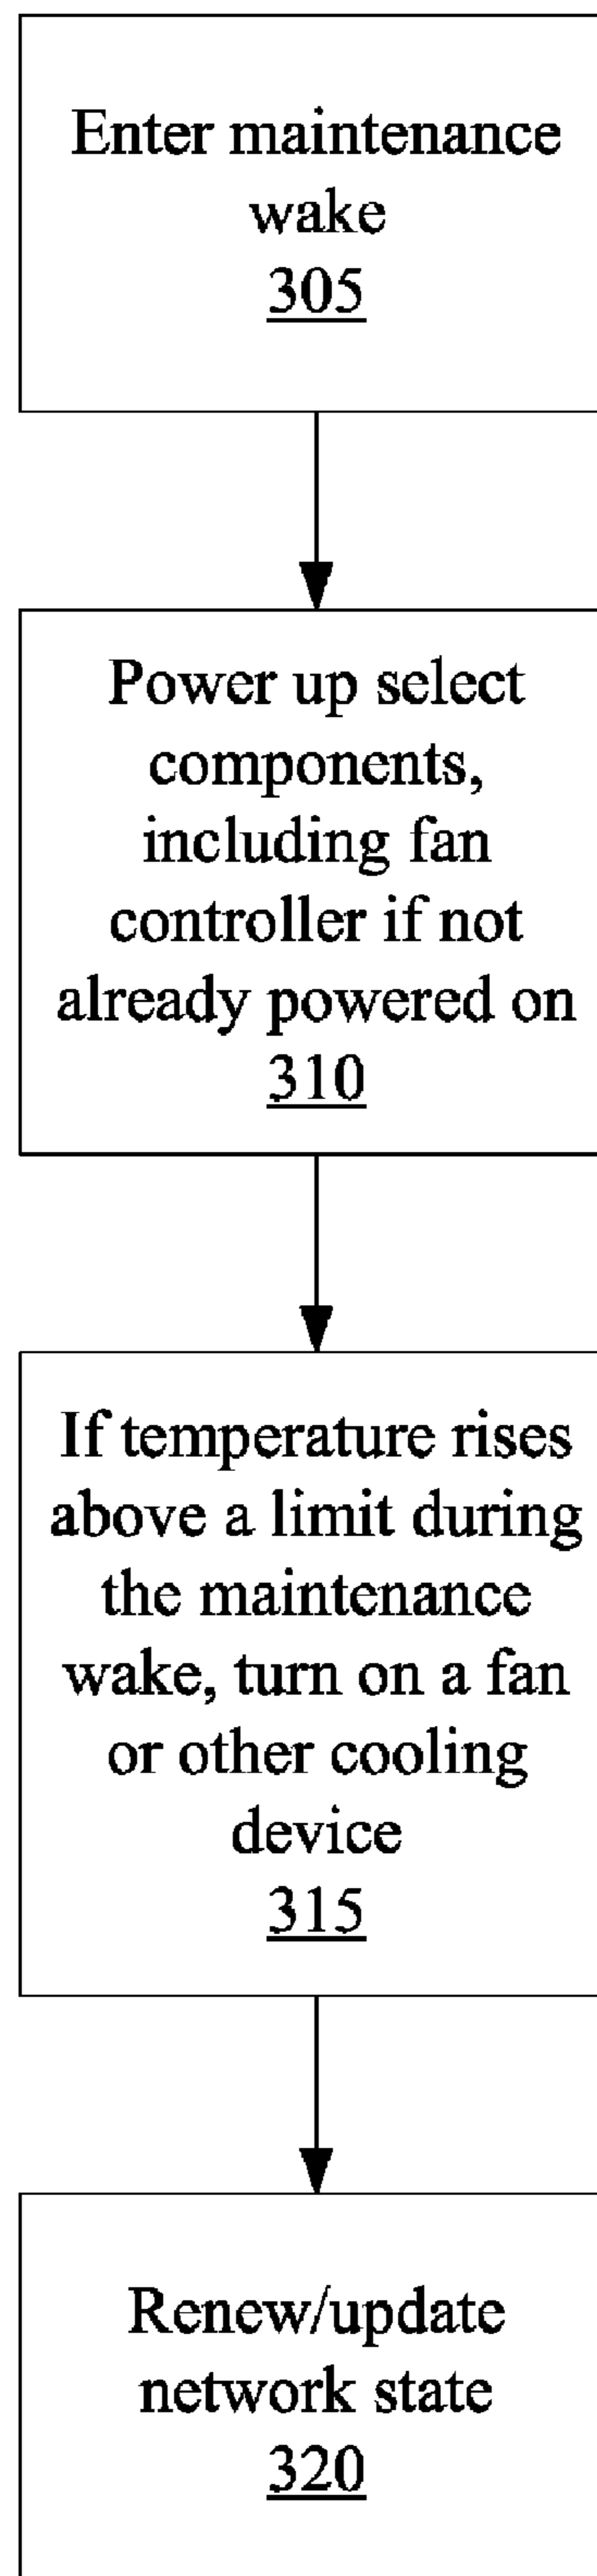 Enter maintenance
wake
305
Power up select
components,
including fan
controller if not
already powered on
310
If temperature rises
above a limit during
the maintenance
wake, turn on a fan
or other cooling
device
315
Renew/update
network state
320